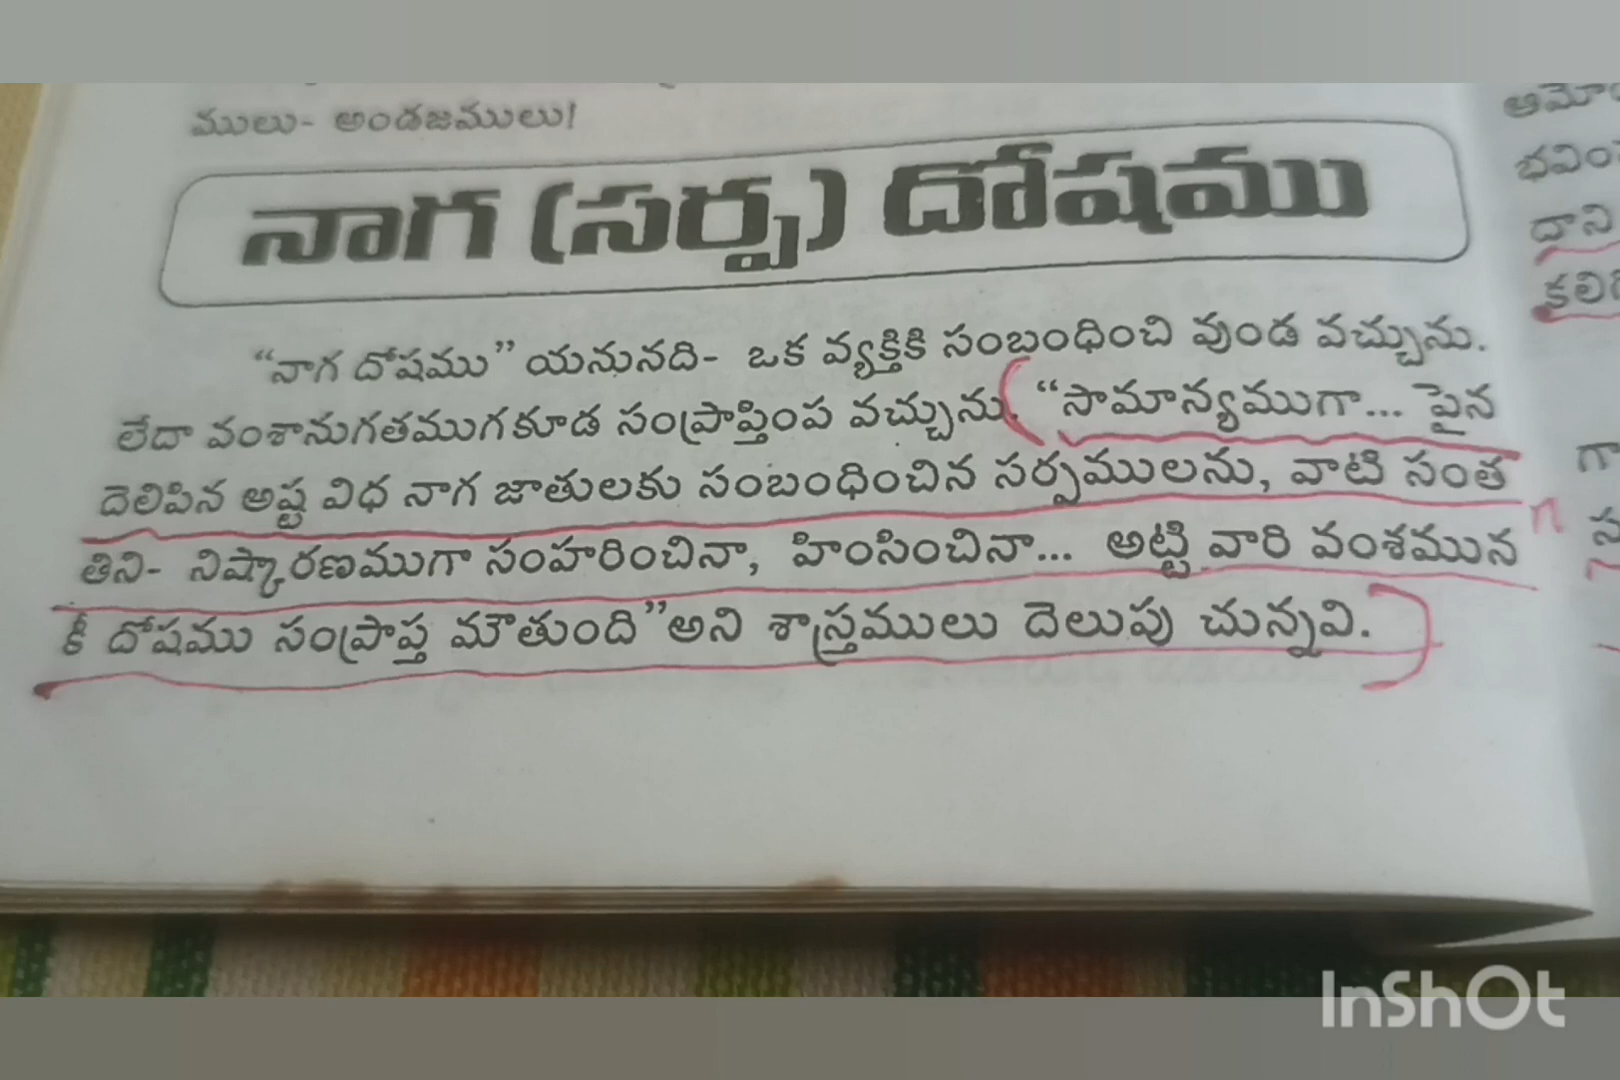 ములు- అండజములు!
నాగ (సర్ప) దోషము
"నాగ దోషము" యనునది- ఒక వ్యక్తికి సంబంధించి వుండ వచ్చును.
లేదా వంశానుగతముగకూడ సంప్రాప్తింప వచ్చును. "సామాన్యముగా... పైన
దెలిపిన అష్ట విధ నాగ జాతులకు సంబంధించిన సర్పములను, వాటి సంత
తిని- నిష్కారణముగా సంహరించినా, హింసించినా... అట్టి వారి వంశమున
కీ దోషము సంప్రాప్త మౌతుంది" అని శాస్త్రములు దెలుపు చున్నవి.
దాని
InShOt